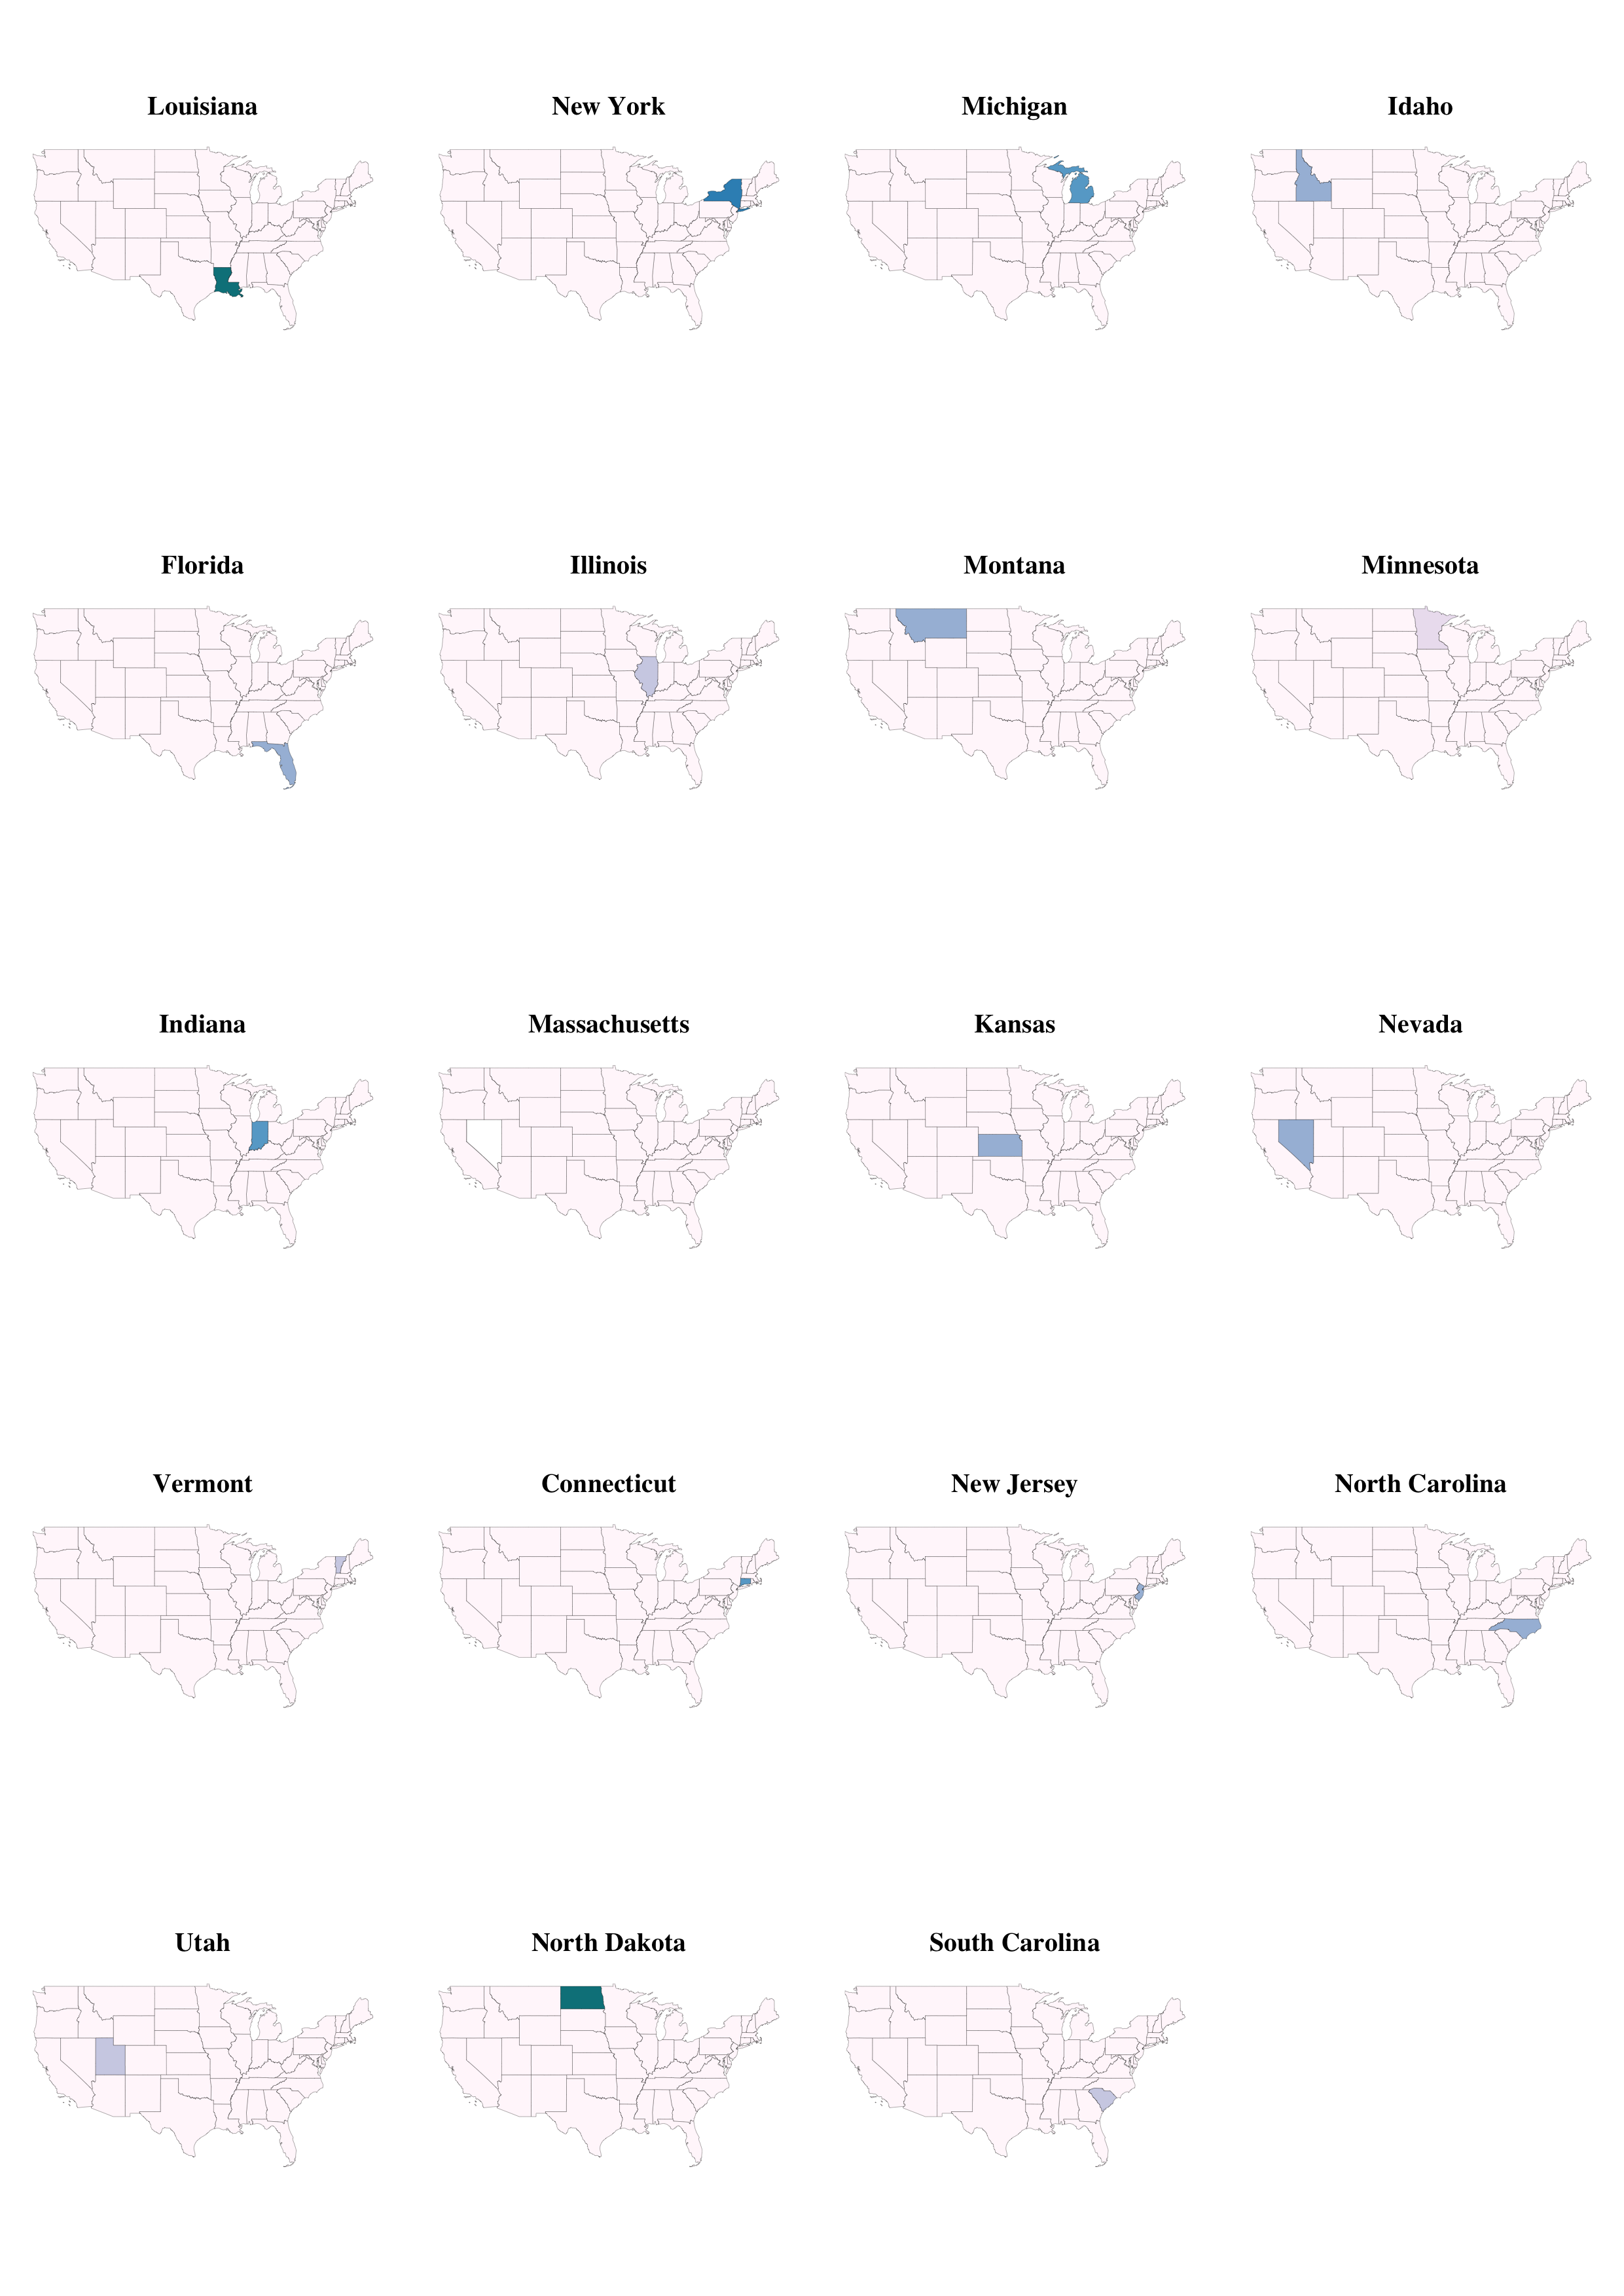 Louisiana
New York
Michigan
Idaho
Florida
Illinois
Montana
Minnesota
Indiana
Massachusetts
Kansas
Nevada
Vermont
Connecticut
New Jersey
North Carolina
Utah
North Dakota
South Carolina